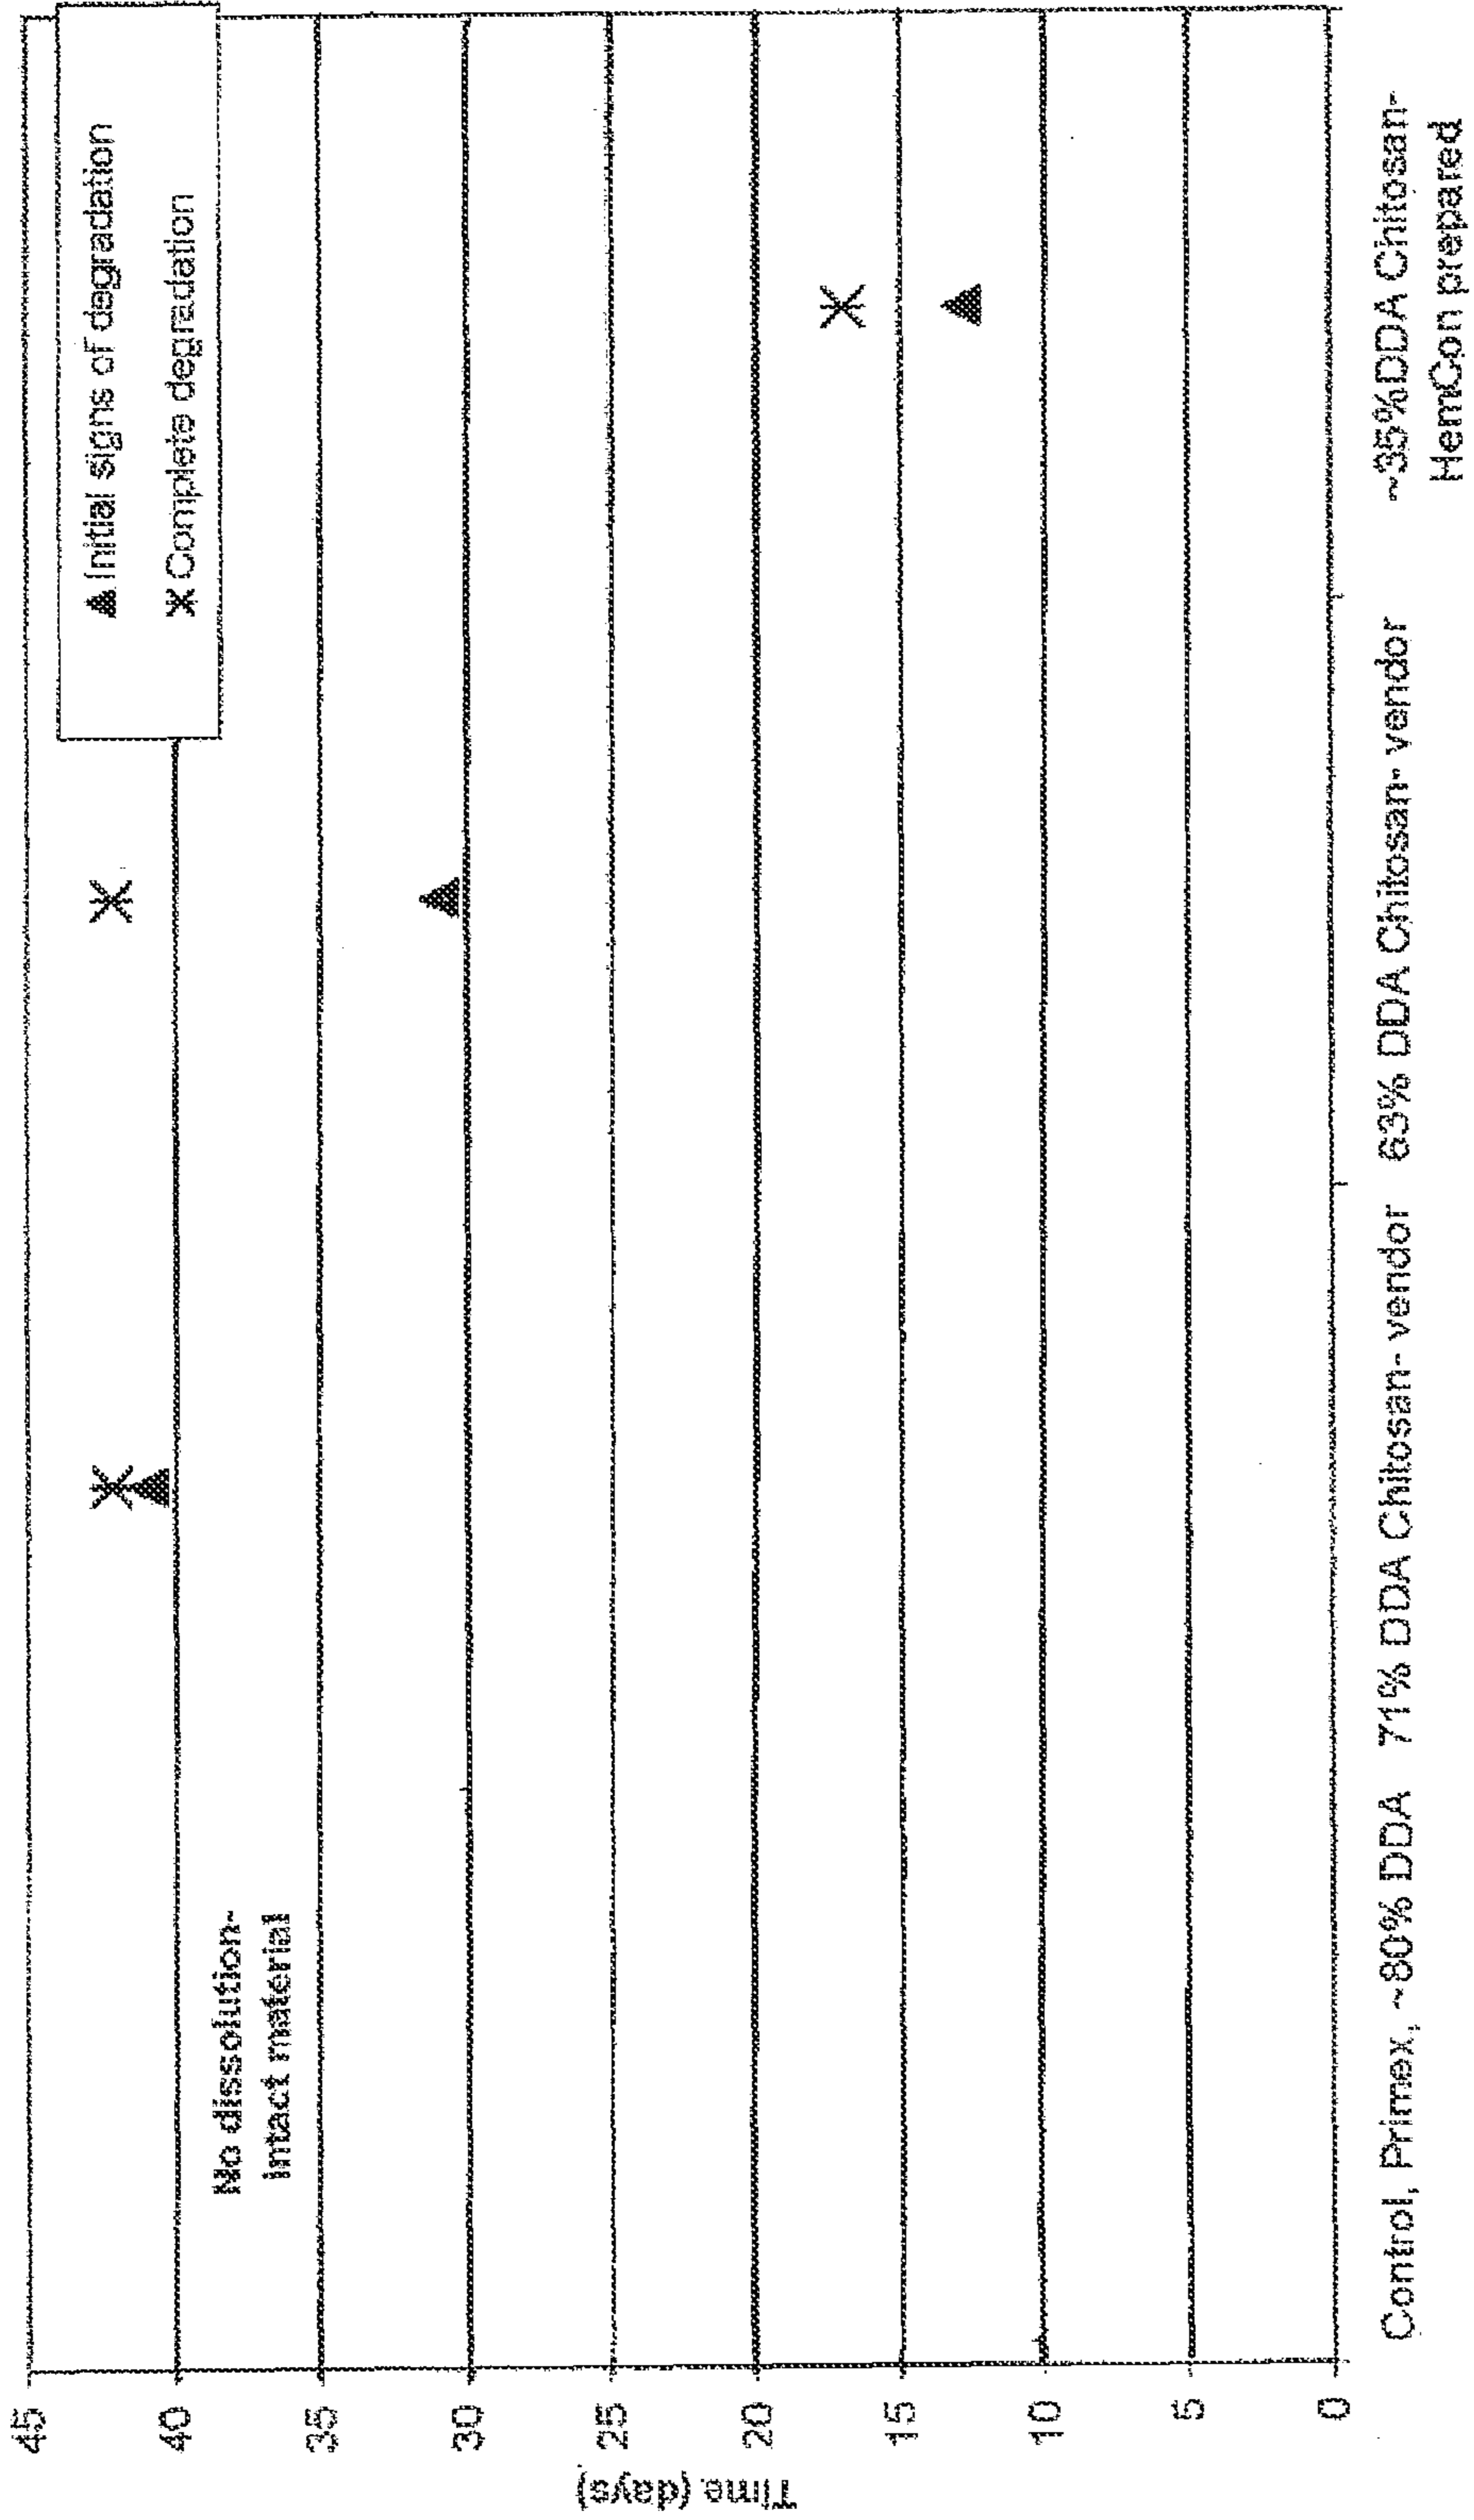 ▲ Initial signs of degradation
✕ Complete degradation
No dissolution-
intact material
45
40
35
30
25
20
15
10
5
0
Time (days)
Control, Primex, ~80% DDA
71% DDA Chitosan- vendor
63% DDA Chitosan- vendor
~35%DDA Chitosan-
HemCon prepared